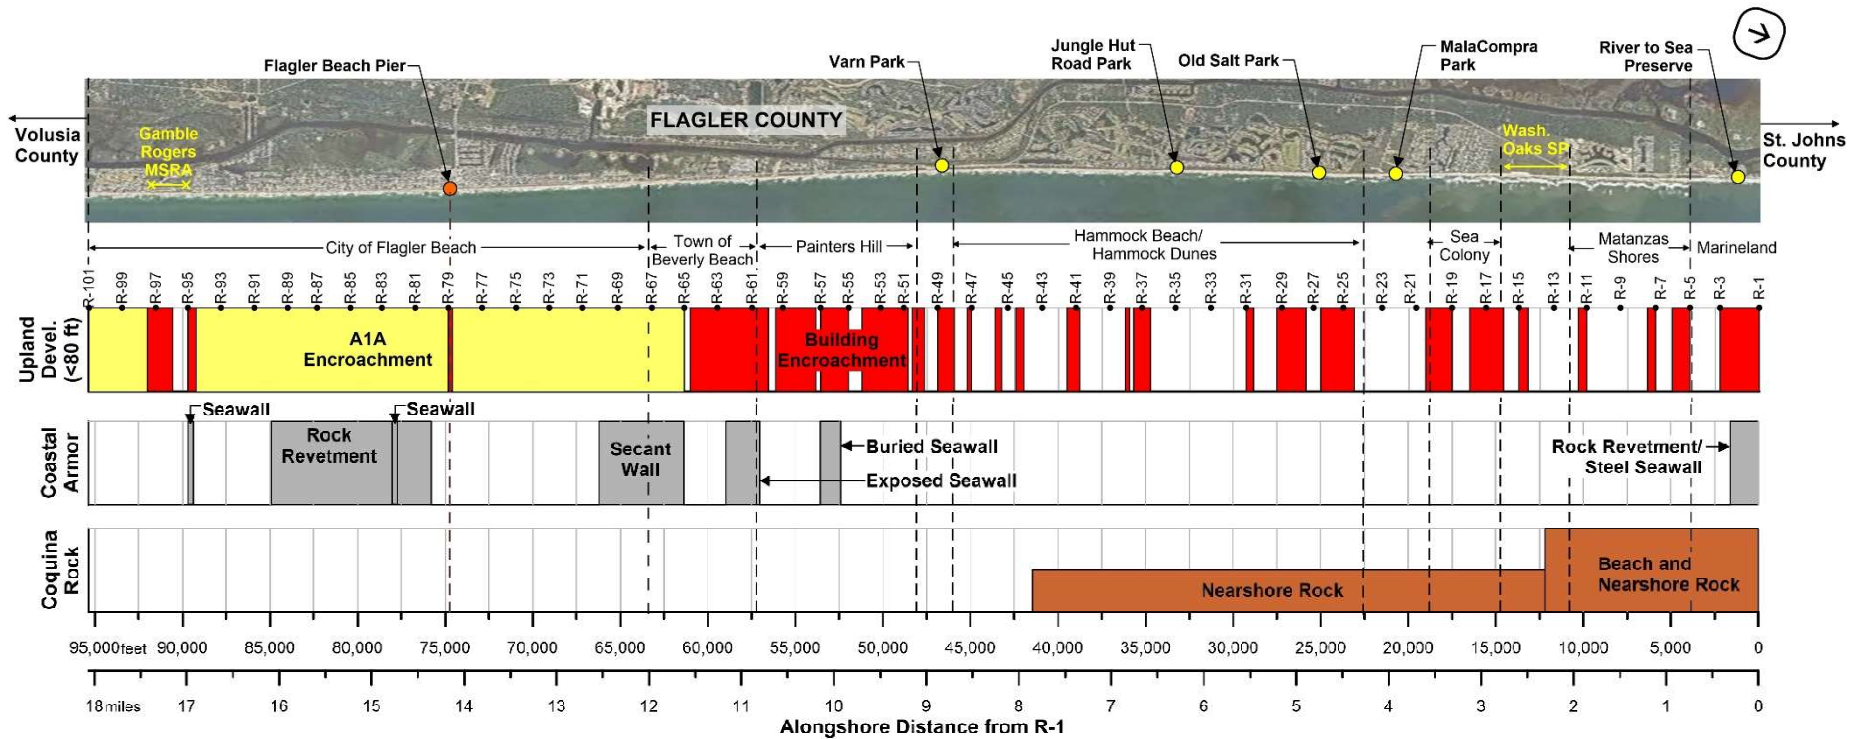 Flagler Beach Pier
Varn Park
Jungle Hut
Road Park
Old Salt Park
MalaCompra
Park
River to Sea
Preserve
Volusia
County
Gamble
Rogers
MSRA
FLAGLER COUNTY
Wash.
Oaks SP
St. Johns
County
City of Flagler Beach
Town of
Beverly Beach
Painters Hill
Hammock Beach/
Hammock Dunes
Sea
Colony
Matanzas
Shores
Marineland
R-101 R-99 R-97 R-95 R-93 R-91 R-89 R-87 R-85 R-83 R-81 R-79 R-77 R-75 R-73 R-71 R-69 R-67 R-65 R-63 R-61 R-59 R-57 R-55 R-53 R-51 R-49 R-47 R-45 R-43 R-41 R-39 R-37 R-35 R-33 R-31 R-29 R-27 R-25 R-23 R-21 R-19 R-17 R-15 R-13 R-11 R-9 R-7 R-5 R-3 R-1
Upland
Devel.
(<80 ft)
A1A
Encroachment
Building
Encroachment
Coastal
Armor
Seawall
Seawall
Rock
Revetment
Secant
Wall
Buried Seawall
Exposed Seawall
Rock Revetment/
Steel Seawall
Coquina
Rock
Nearshore Rock
Beach and
Nearshore Rock
95,000feet 90,000 85,000 80,000 75,000 70,000 65,000 60,000 55,000 50,000 45,000 40,000 35,000 30,000 25,000 20,000 15,000 10,000 5,000 0
18miles 17 16 15 14 13 12 11 10 9 8 7 6 5 4 3 2 1 0
Alongshore Distance from R-1